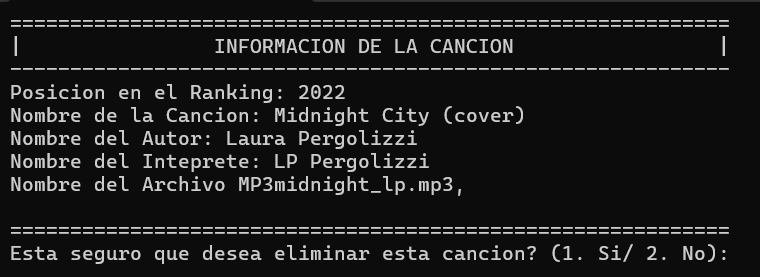 ============================================================
|                INFORMACION DE LA CANCION                 |
------------------------------------------------------------
Posicion en el Ranking: 2022
Nombre de la Cancion: Midnight City (cover)
Nombre del Autor: Laura Pergolizzi
Nombre del Inteprete: LP Pergolizzi
Nombre del Archivo MP3midnight_lp.mp3,
============================================================
Esta seguro que desea eliminar esta cancion? (1. Si/ 2. No):